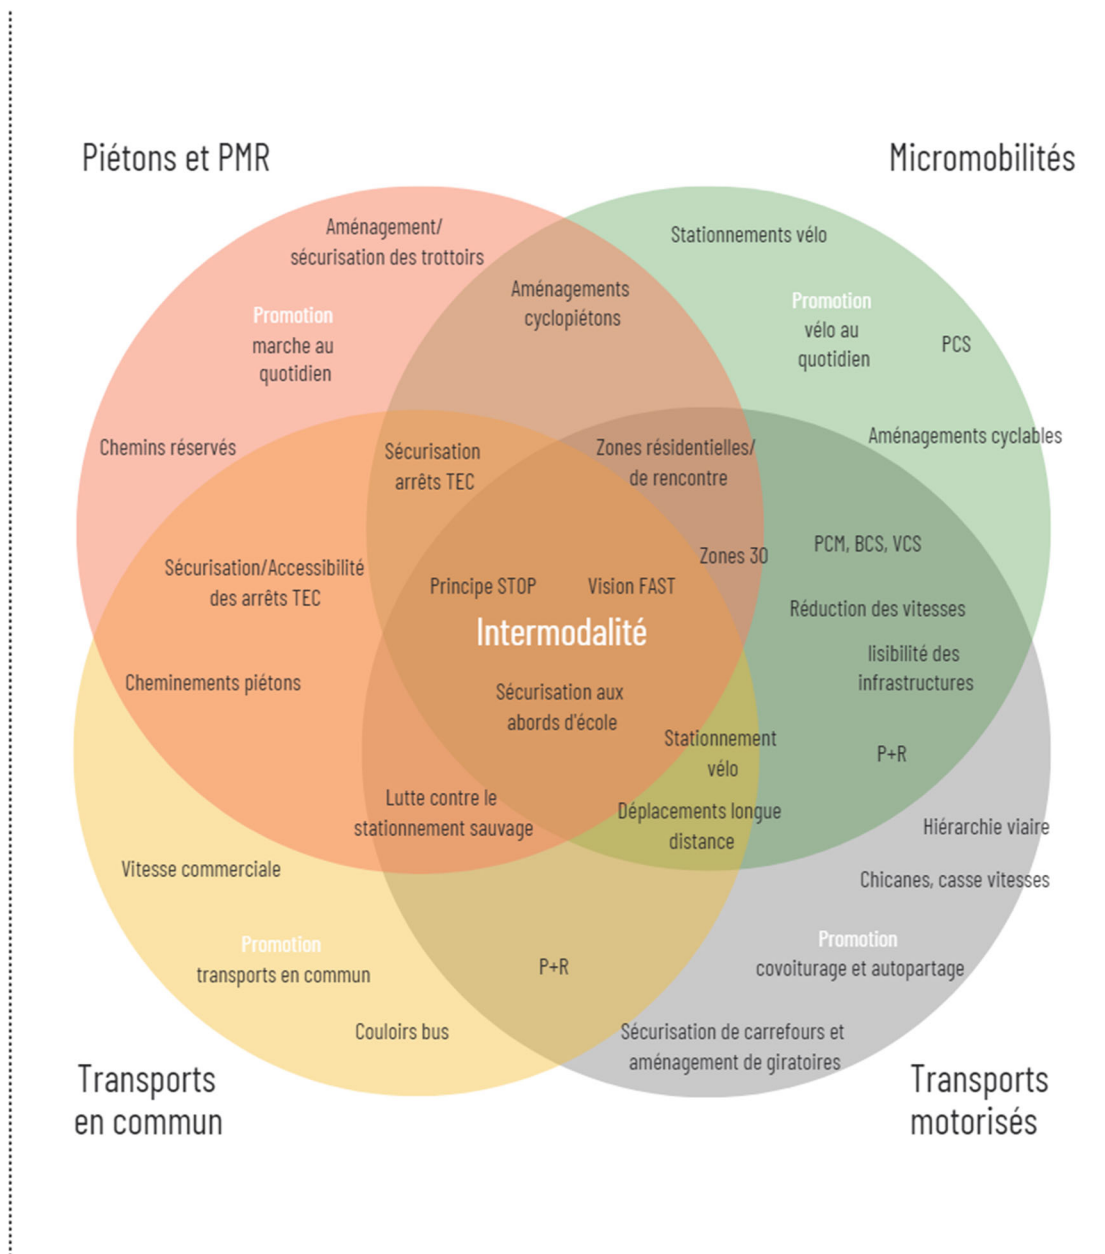 Piétons et PMR
Micromobilités
Aménagement/
sécurisation des trottoirs
Stationnements vélo
Aménagements
cyclopiétons
Promotion
marche au
quotidien
Promotion
vélo au
quotidien
PCS
Chemins réservés
Sécurisation
arrêts TEC
Zones résidentielles/
de rencontre
Aménagements cyclables
Sécurisation/Accessibilité
des arrêts TEC
Principe STOP
Vision FAST
Zones 30
PCM, BCS, VCS
Réduction des vitesses
Intermodalité
lisibilité des
infrastructures
Cheminements piétons
Sécurisation aux
abords d'école
Stationnement
vélo
P+R
Lutte contre le
stationnement sauvage
Déplacements longue
distance
Hiérarchie viaire
Vitesse commerciale
Chicanes, casse vitesses
Promotion
transports en commun
P+R
Promotion
covoiturage et autopartage
Couloirs bus
Sécurisation de carrefours et
aménagement de giratoires
Transports
en commun
Transports
motorisés